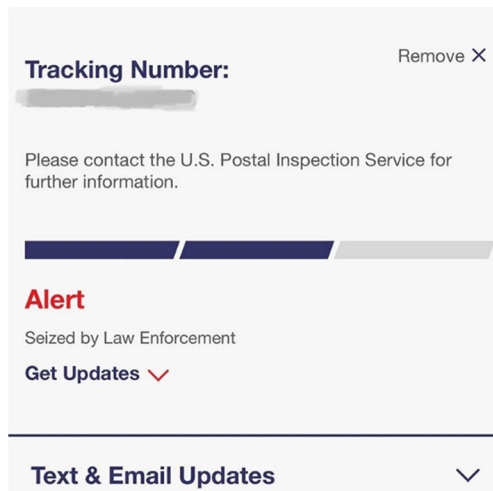 Remove X
Tracking Number:
Please contact the U.S. Postal Inspection Service for
further information.
Alert
Seized by Law Enforcement
Get Updates
Text & Email Updates